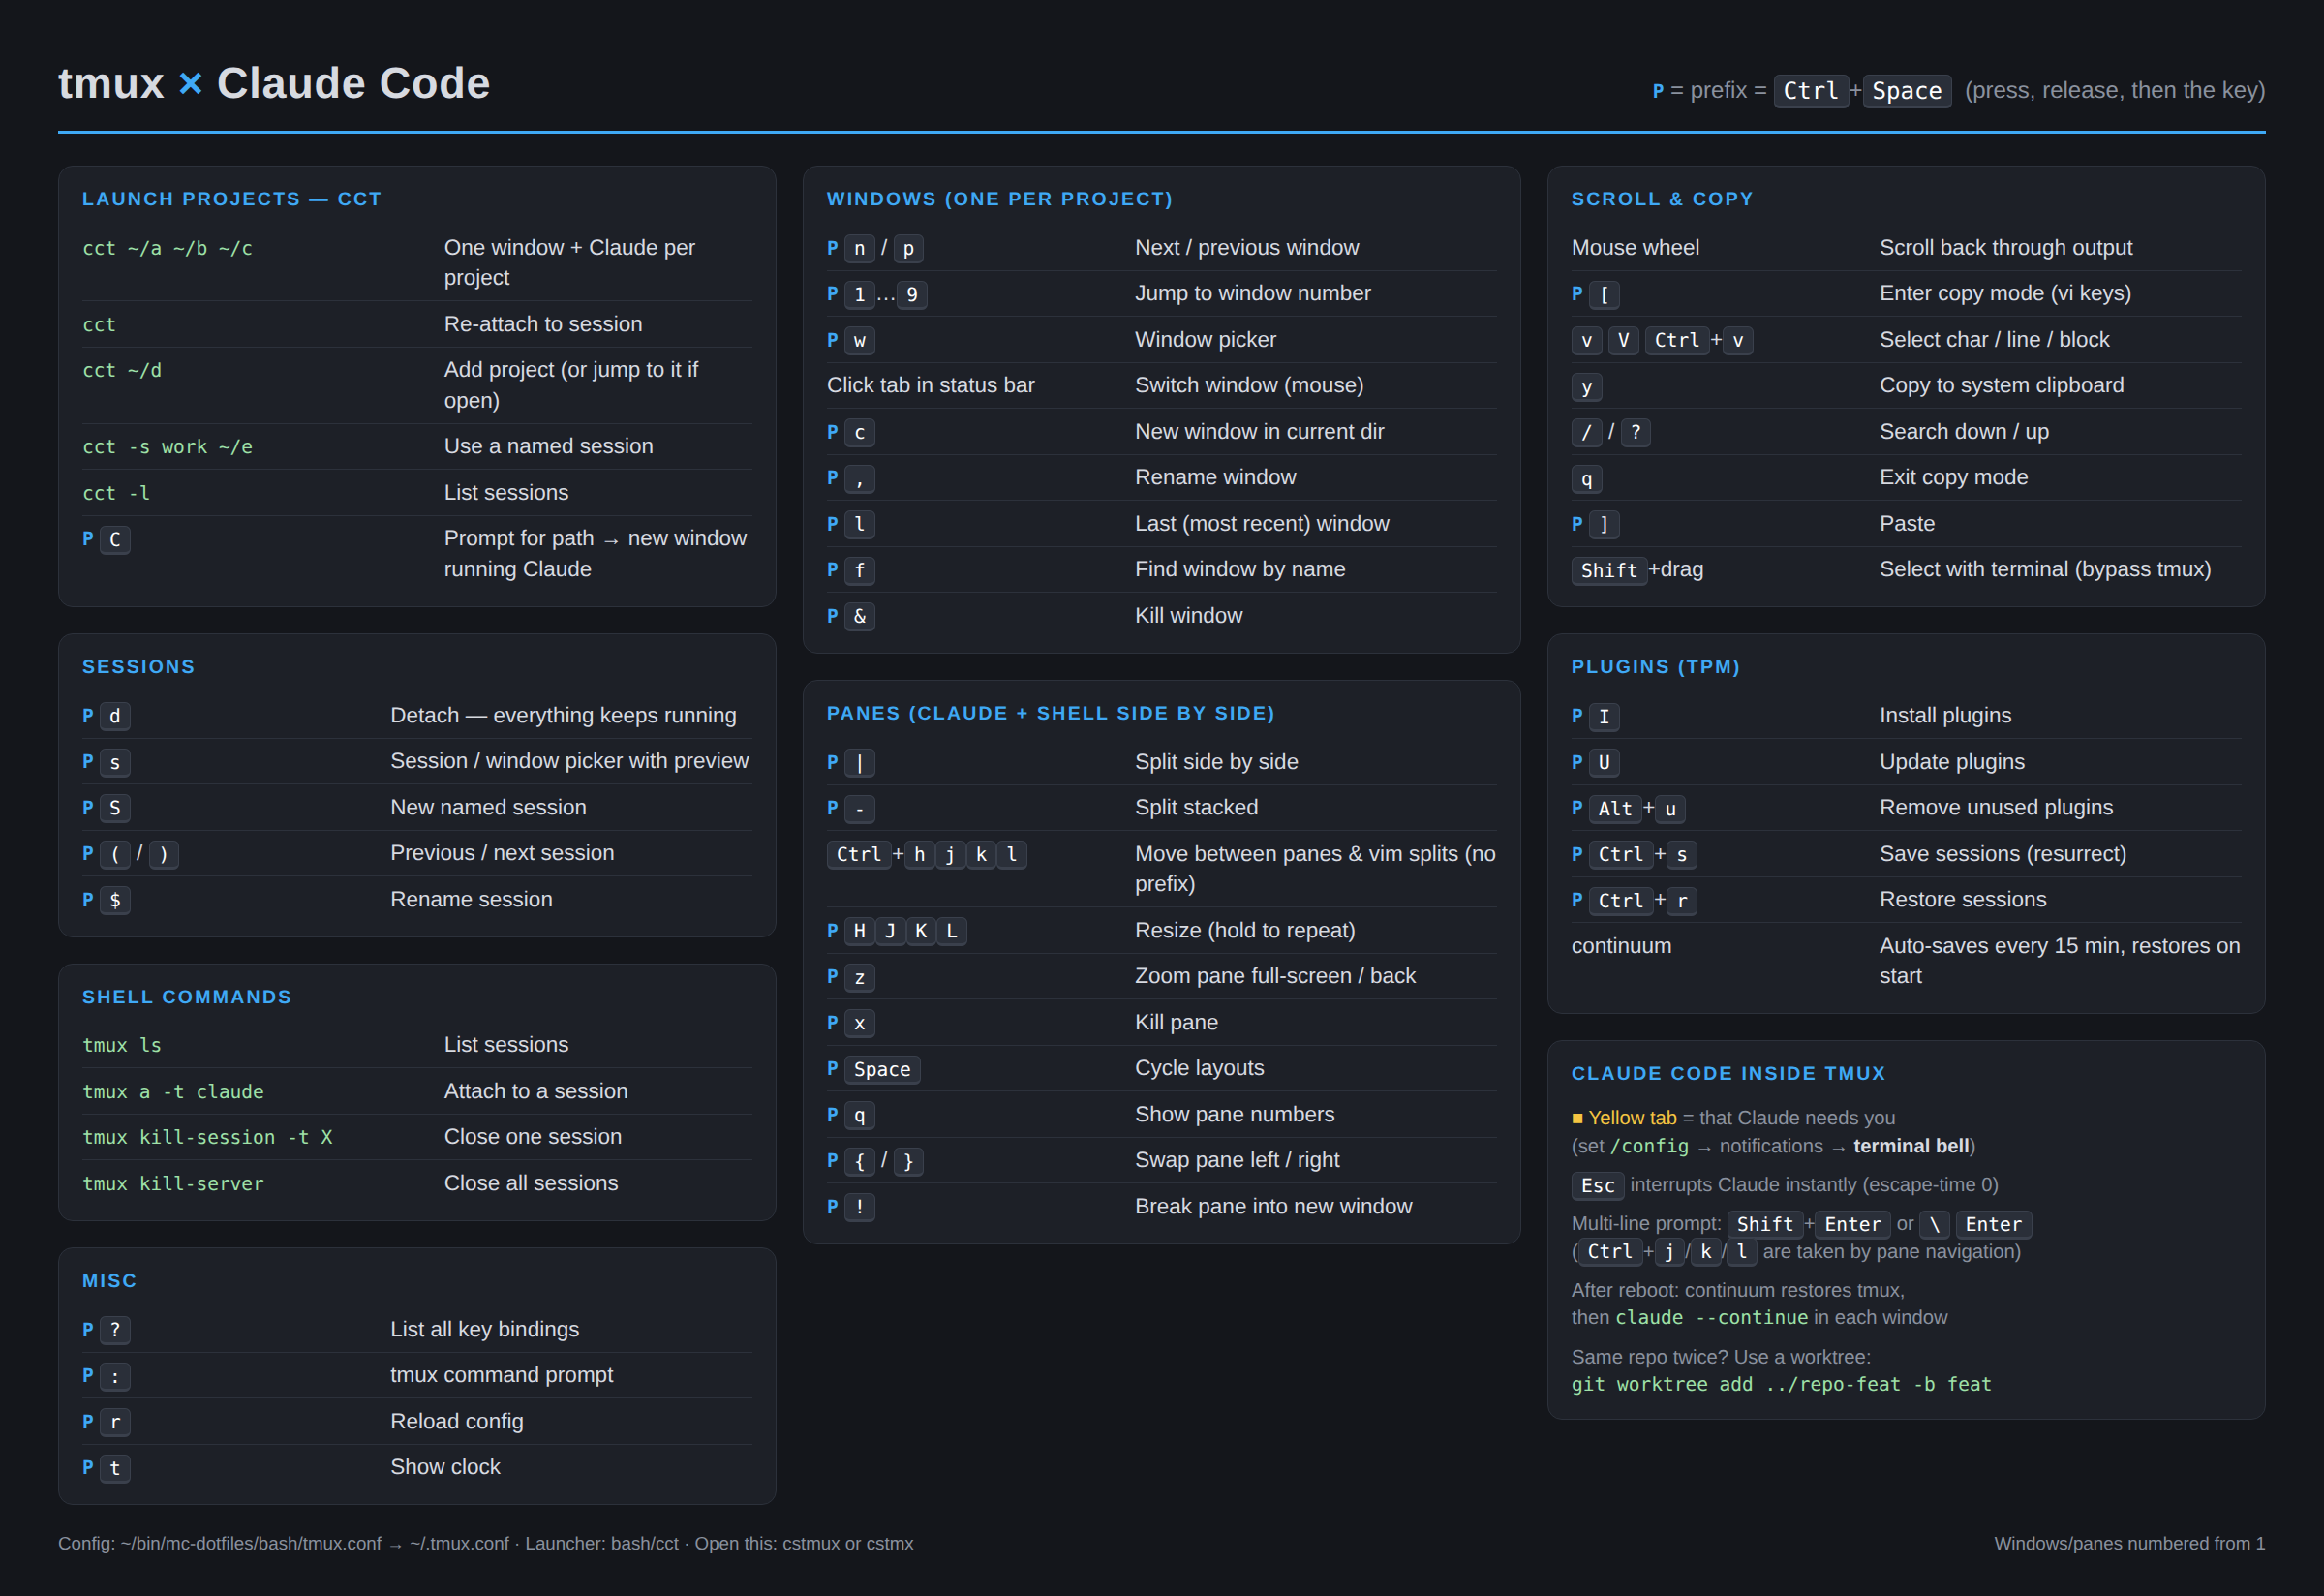 tmux × Claude Code
P = prefix = Ctrl+Space (press, release, then the key)
LAUNCH PROJECTS — CCT
cct ~/a ~/b ~/c One window + Claude per
project
cct Re-attach to session
cct ~/d Add project (or jump to it if
open)
cct -s work ~/e Use a named session
cct -l List sessions
P C Prompt for path → new window
running Claude
SESSIONS
P d Detach — everything keeps running
P s Session / window picker with preview
P S New named session
P ( / ) Previous / next session
P $ Rename session
SHELL COMMANDS
tmux ls List sessions
tmux a -t claude Attach to a session
tmux kill-session -t X Close one session
tmux kill-server Close all sessions
MISC
P ? List all key bindings
P : tmux command prompt
P r Reload config
P t Show clock
WINDOWS (ONE PER PROJECT)
P n / p Next / previous window
P 1…9 Jump to window number
P w Window picker
Click tab in status bar Switch window (mouse)
P c New window in current dir
P , Rename window
P l Last (most recent) window
P f Find window by name
P & Kill window
PANES (CLAUDE + SHELL SIDE BY SIDE)
P | Split side by side
P - Split stacked
Ctrl+h j k l Move between panes & vim splits (no
prefix)
P H J K L Resize (hold to repeat)
P z Zoom pane full-screen / back
P x Kill pane
P Space Cycle layouts
P q Show pane numbers
P { / } Swap pane left / right
P ! Break pane into new window
SCROLL & COPY
Mouse wheel Scroll back through output
P [ Enter copy mode (vi keys)
v V Ctrl+v Select char / line / block
y Copy to system clipboard
/ / ? Search down / up
q Exit copy mode
P ] Paste
Shift+drag Select with terminal (bypass tmux)
PLUGINS (TPM)
P I Install plugins
P U Update plugins
P Alt+u Remove unused plugins
P Ctrl+s Save sessions (resurrect)
P Ctrl+r Restore sessions
continuum Auto-saves every 15 min, restores on
start
CLAUDE CODE INSIDE TMUX
■ Yellow tab = that Claude needs you
(set /config → notifications → terminal bell)
Esc interrupts Claude instantly (escape-time 0)
Multi-line prompt: Shift+Enter or \ Enter
(Ctrl+j/k/l are taken by pane navigation)
After reboot: continuum restores tmux,
then claude --continue in each window
Same repo twice? Use a worktree:
git worktree add ../repo-feat -b feat
Config: ~/bin/mc-dotfiles/bash/tmux.conf → ~/.tmux.conf · Launcher: bash/cct · Open this: cstmux or cstmx
Windows/panes numbered from 1